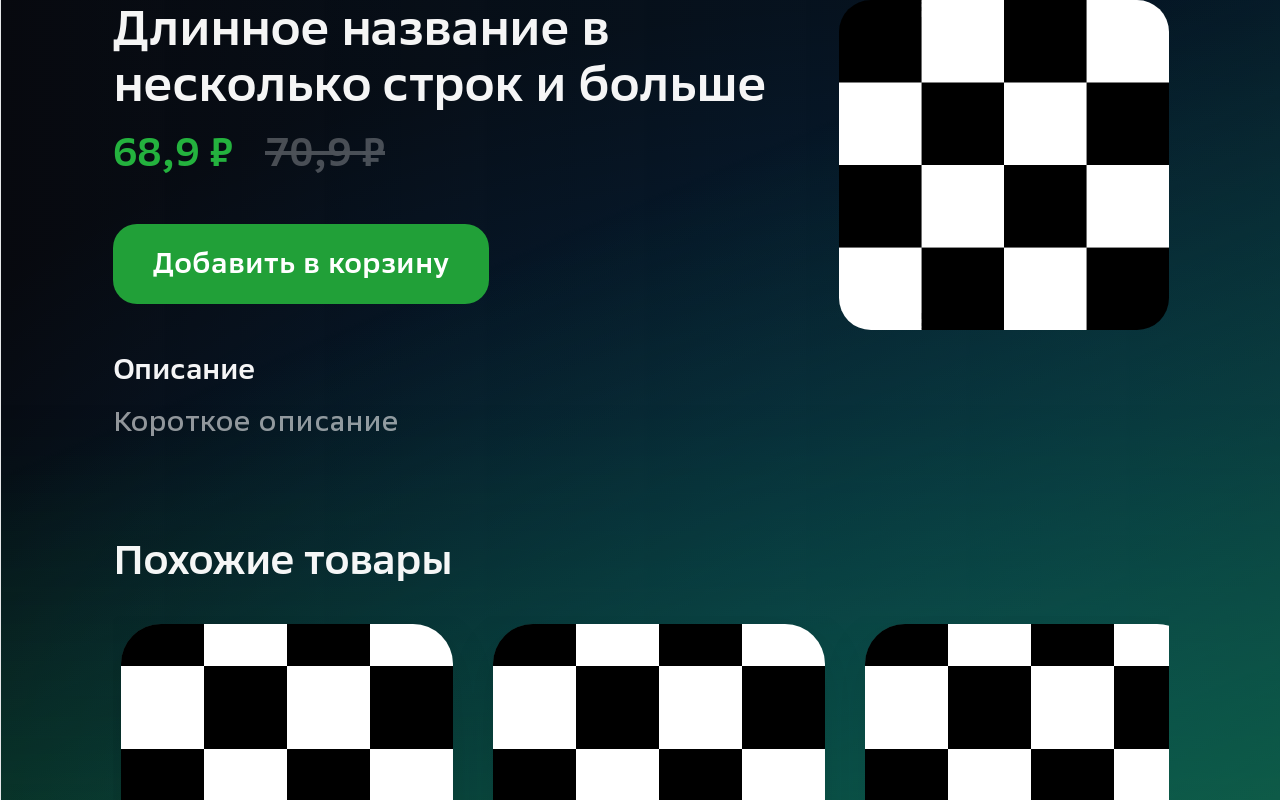 Длинное название в
несколько строк и больше
68,9 ₽ 70,9 ₽
Добавить в корзину
Описание
Короткое описание
Похожие товары